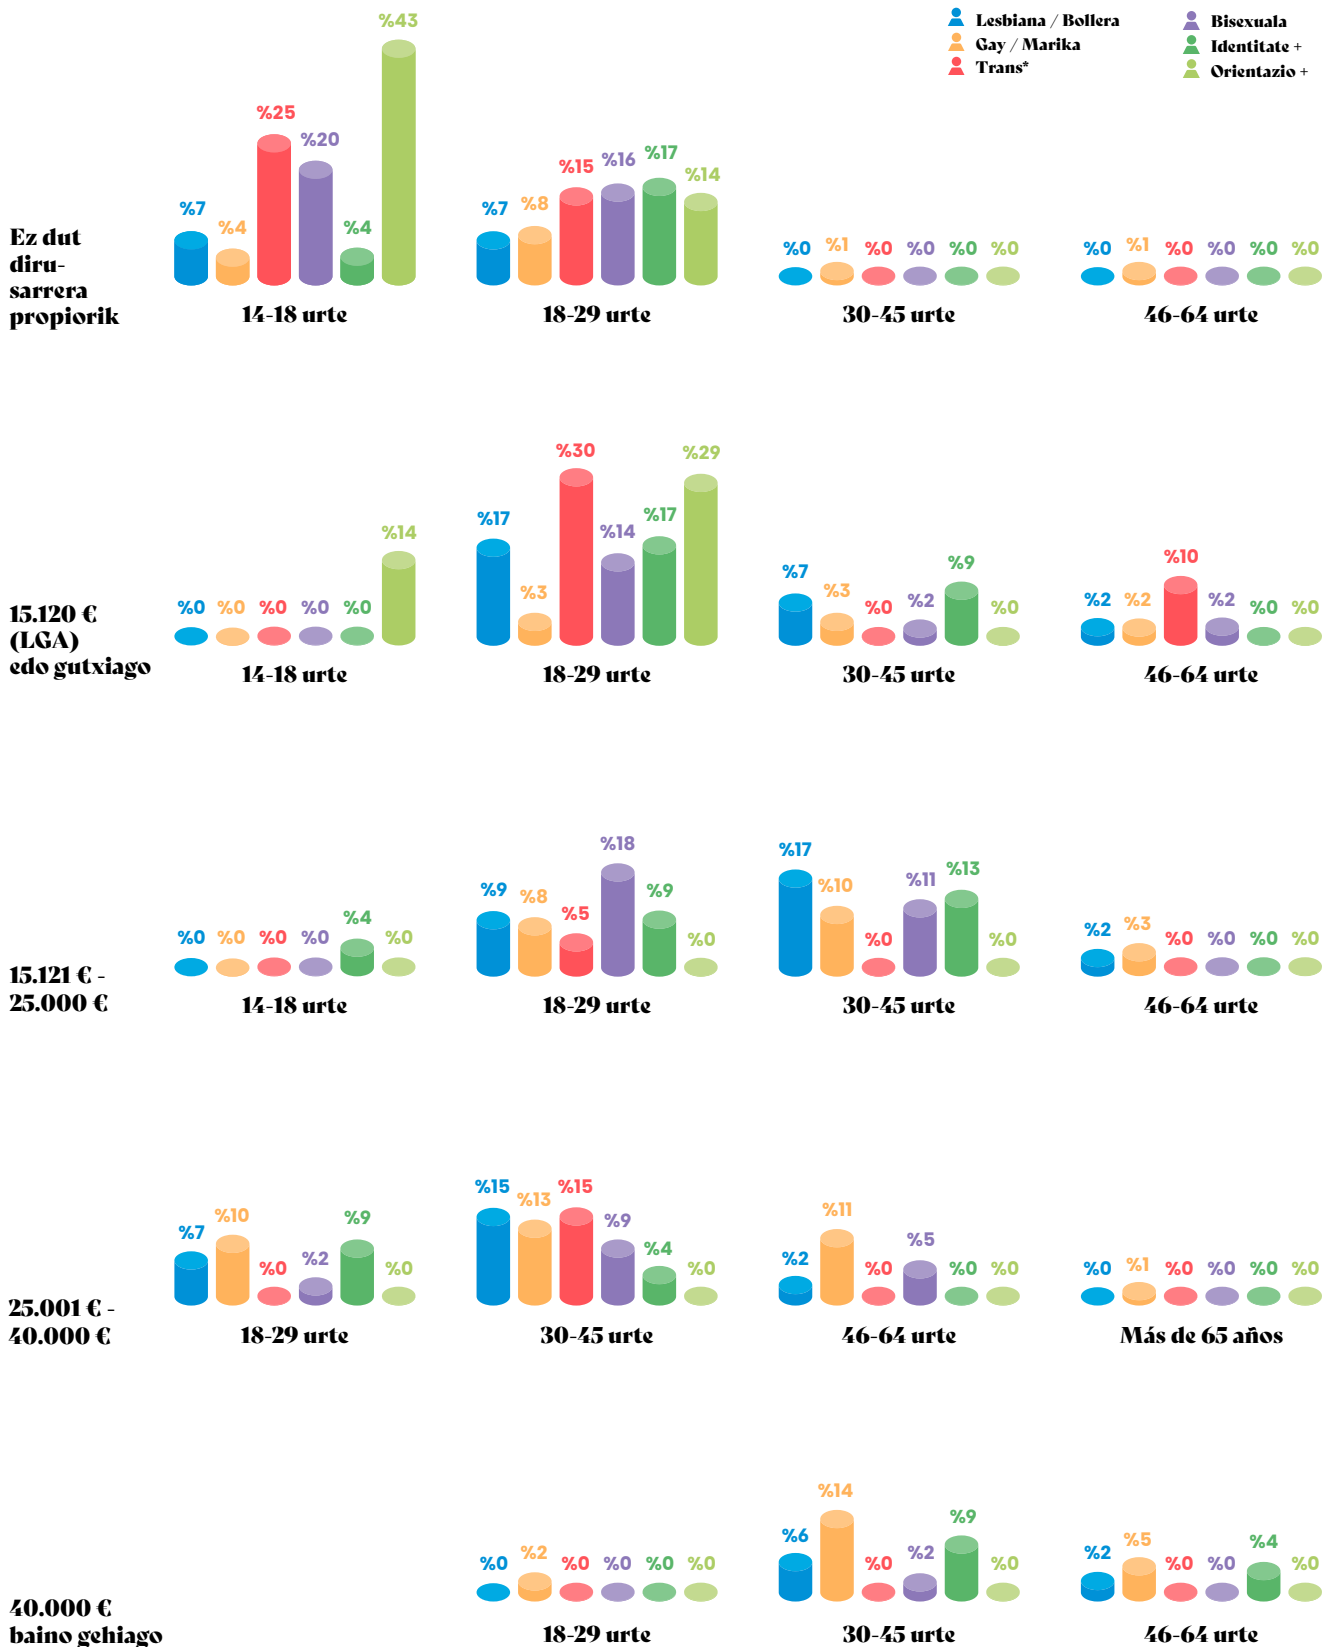 Lesbiana / Bollera
Gay / Marika
Trans*
Bisexuala
Identitate +
Orientazio +
Ez dut
diru-
sarrera
propiorik
%7 %4 %25 %20 %4 %43
14-18 urte
%7 %8 %15 %16 %17 %14
18-29 urte
%0 %1 %0 %0 %0 %0
30-45 urte
%0 %1 %0 %0 %0 %0
46-64 urte
15.120 €
(LGA)
edo gutxiago
%0 %0 %0 %0 %0 %14
14-18 urte
%17 %3 %30 %14 %17 %29
18-29 urte
%7 %3 %0 %2 %9 %0
30-45 urte
%2 %2 %10 %2 %0 %0
46-64 urte
15.121 € -
25.000 €
%0 %0 %0 %0 %4 %0
14-18 urte
%9 %8 %5 %18 %9 %0
18-29 urte
%17 %10 %0 %11 %13 %0
30-45 urte
%2 %3 %0 %0 %0 %0
46-64 urte
25.001 € -
40.000 €
%7 %10 %0 %2 %9 %0
18-29 urte
%15 %13 %15 %9 %4 %0
30-45 urte
%2 %11 %0 %5 %0 %0
46-64 urte
%0 %1 %0 %0 %0 %0
Más de 65 años
40.000 €
baino gehiago
%0 %2 %0 %0 %0 %0
18-29 urte
%6 %14 %0 %2 %9 %0
30-45 urte
%2 %5 %0 %0 %4 %0
46-64 urte